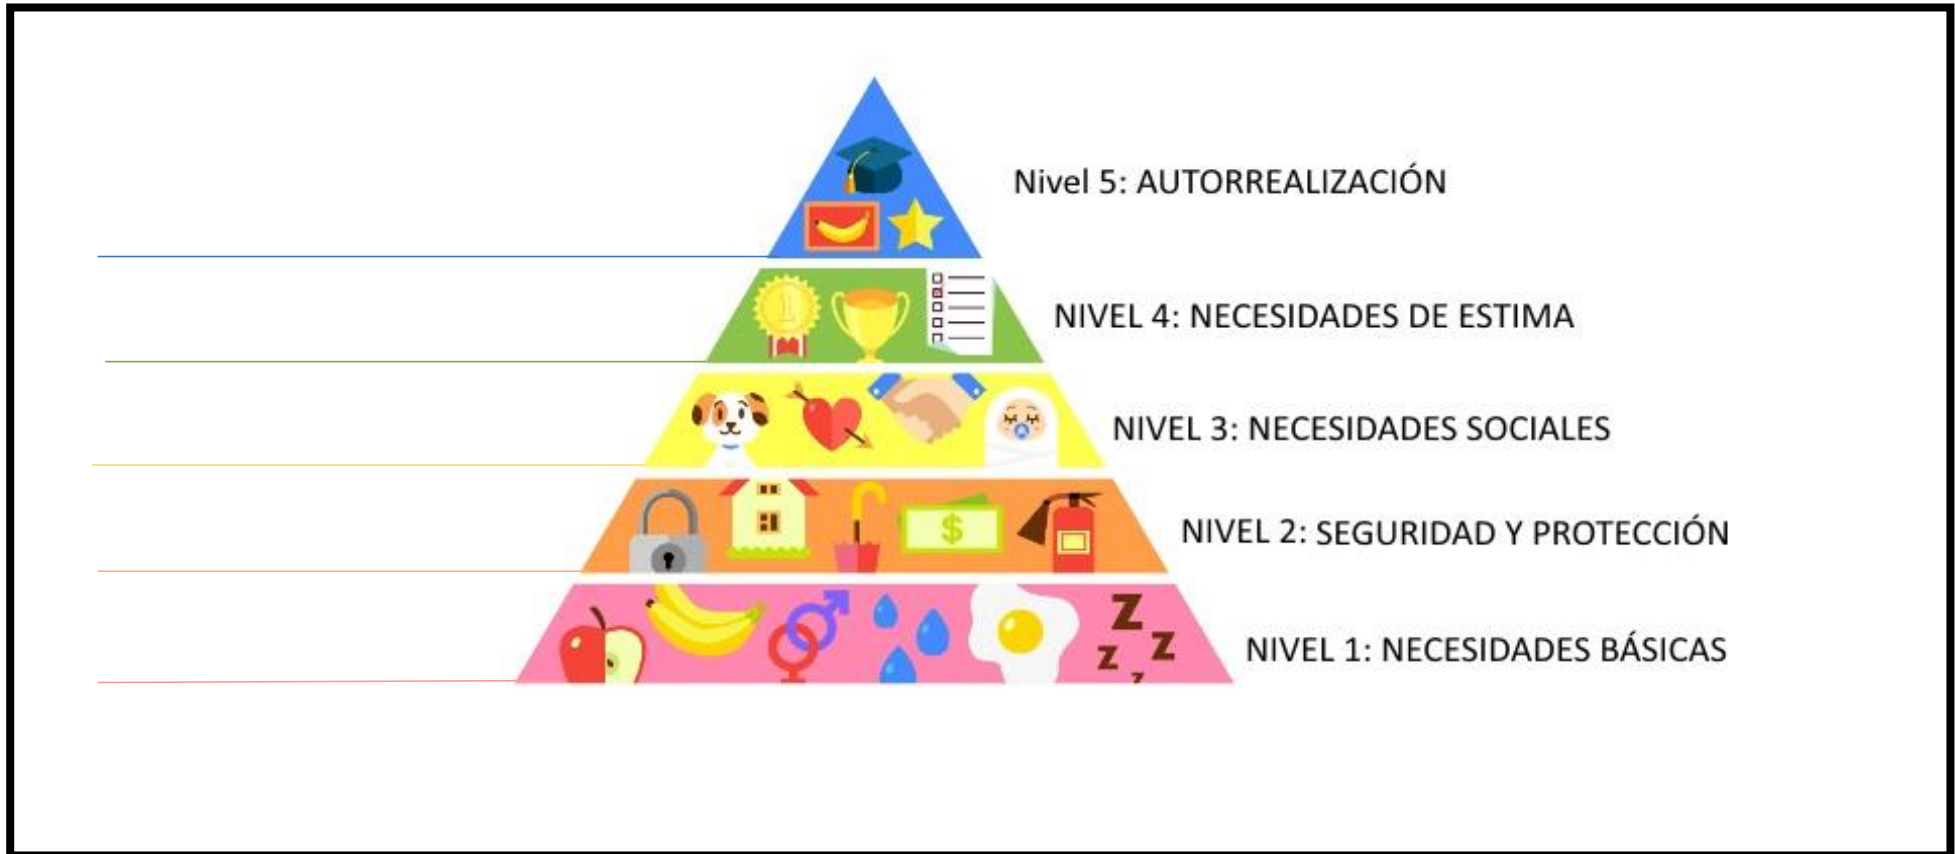 Nivel 5: AUTORREALIZACIÓN
1
NIVEL 4: NECESIDADES DE ESTIMA
NIVEL 3: NECESIDADES SOCIALES
$
NIVEL 2: SEGURIDAD Y PROTECCIÓN
Z
Z
Z
Z
NIVEL 1: NECESIDADES BÁSICAS